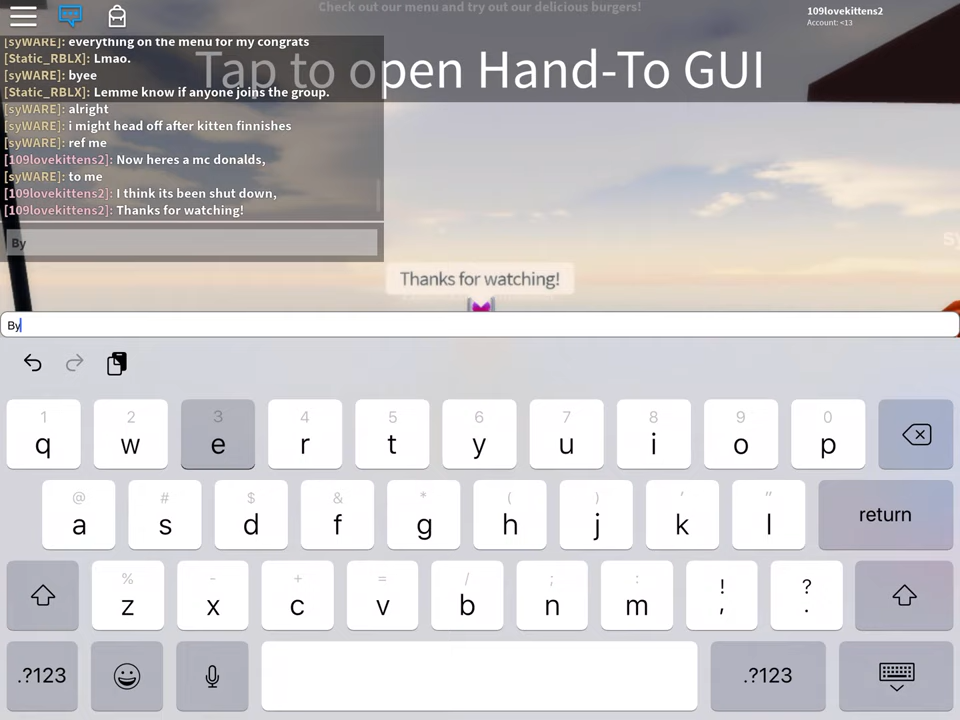 Check out our menu and try out our delicious burgers!
109lovekittens2
Account: <13
Tap to open Hand-To GUI
[syWARE]: everything on the menu for my congrats
[Static_RBLX]: Lmao.
[syWARE]: byee
[Static_RBLX]: Lemme know if anyone joins the group.
[syWARE]: alright
[syWARE]: i might head off after kitten finnishes
[syWARE]: ref me
[109lovekittens2]: Now heres a mc donalds,
[syWARE]: to me
[109lovekittens2]: I think its been shut down,
[109lovekittens2]: Thanks for watching!
By
sy
Thanks for watching!
By
1 2 3 4 5 6 7 8 9 0
q w e r t y u i o p
@ # $ & * ( ) ' "
a s d f g h j k l return
% - + = / ; : ! ?
z x c v b n m , .
.?123 .?123